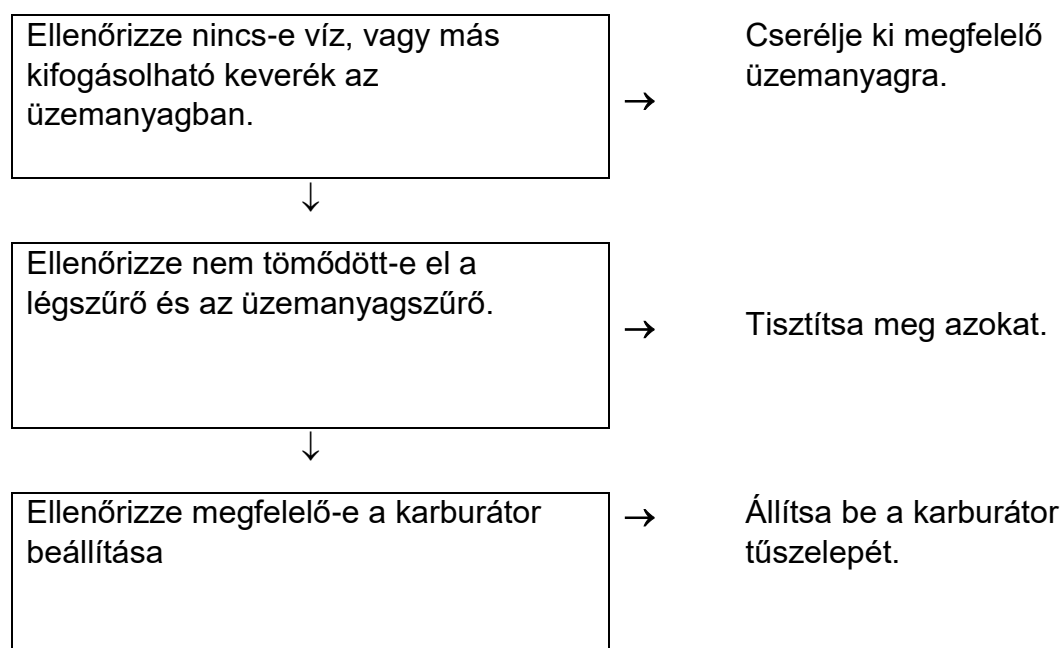 Ellenőrizze nincs-e víz, vagy más
kifogásolható keverék az
üzemanyagban.
→
Cserélje ki megfelelő
üzemanyagra.
↓
Ellenőrizze nem tömődött-e el a
légszűrő és az üzemanyagszűrő.
→
Tisztítsa meg azokat.
↓
Ellenőrizze megfelelő-e a karburátor
beállítása
→
Állítsa be a karburátor
tűszelepét.